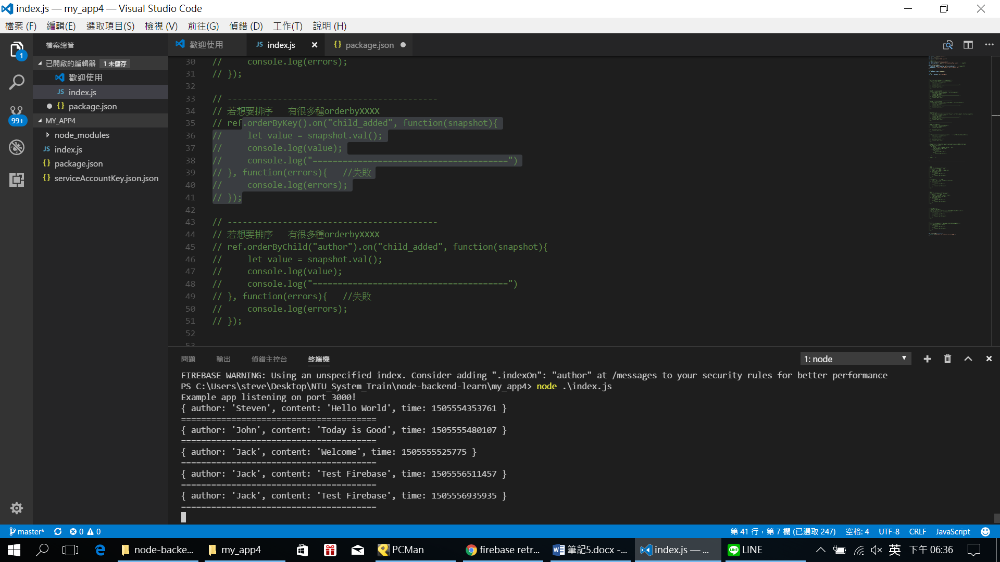 index.js — my_app4 — Visual Studio Code
檔案 (F) 編輯(E) 選取項目(S) 檢視 (V) 前往(G) 偵錯 (D) 工作(T) 說明 (H)
檔案總管
歡迎使用
JS index.js
{} package.json
1
已開啟的編輯器 1 未儲存
歡迎使用
JS index.js
{} package.json
99+
MY_APP4
node_modules
JS index.js
{} package.json
{} serviceAccountKey.json.json
30 //     console.log(errors);
31 // });
32
33 // ------------------------------------------
34 // 若想要排序   有很多種orderbyXXXX
35 // ref.orderByKey().on("child_added", function(snapshot){
36 //     let value = snapshot.val();
37 //     console.log(value);
38 //     console.log("=======================================")
39 // }, function(errors){   //失敗
40 //     console.log(errors);
41 // });
42
43 // ------------------------------------------
44 // 若想要排序   有很多種orderbyXXXX
45 // ref.orderByChild("author").on("child_added", function(snapshot){
46 //     let value = snapshot.val();
47 //     console.log(value);
48 //     console.log("=======================================")
49 // }, function(errors){   //失敗
50 //     console.log(errors);
51 // });
52
53
問題 輸出 偵錯主控台 終端機
1: node
FIREBASE WARNING: Using an unspecified index. Consider adding ".indexOn": "author" at /messages to your security rules for better performance
PS C:\Users\steve\Desktop\NTU_System_Train\node-backend-learn\my_app4> node .\index.js
Example app listening on port 3000!
{ author: 'Steven', content: 'Hello World', time: 1505554353761 }
=======================================
{ author: 'John', content: 'Today is Good', time: 1505555480107 }
=======================================
{ author: 'Jack', content: 'Welcome', time: 1505555525775 }
=======================================
{ author: 'Jack', content: 'Test Firebase', time: 1505556511457 }
=======================================
{ author: 'Jack', content: 'Test Firebase', time: 1505556935935 }
=======================================
master* 0 0
第 41 行，第 7 欄 (已選取 247) 空格: 4 UTF-8 CRLF JavaScript
node-backe... my_app4 PCMan firebase retr... 筆記5.docx -... index.js — ... LINE 英 下午 06:36